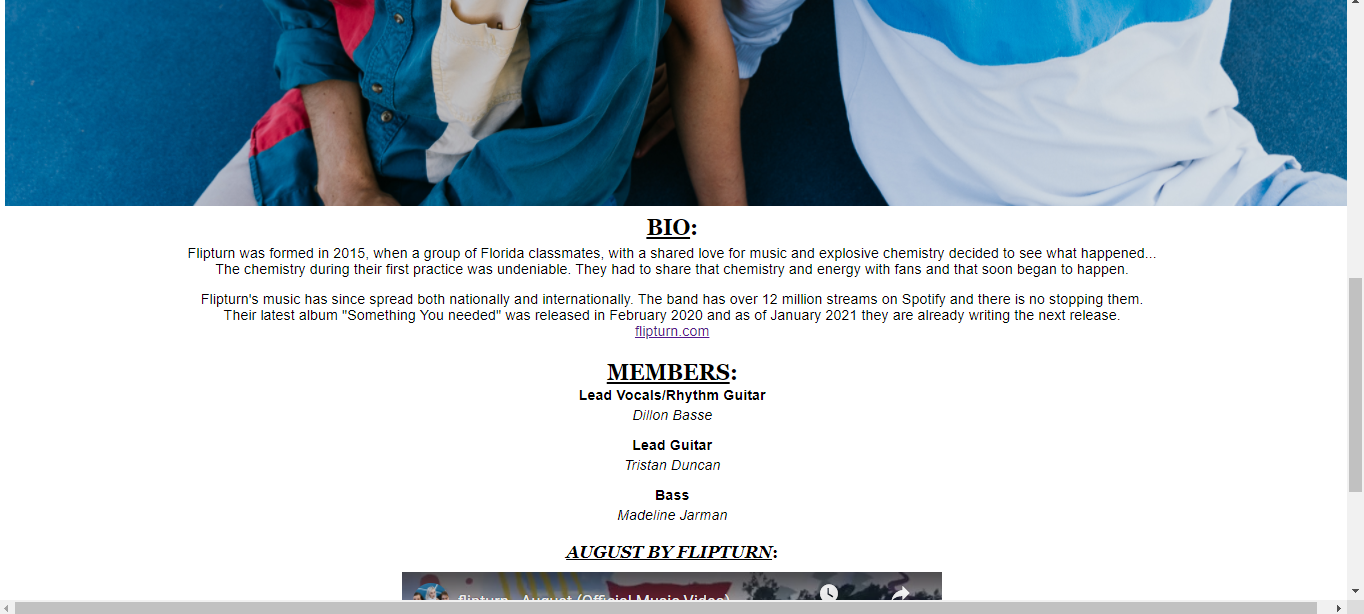 BIO:
Flipturn was formed in 2015, when a group of Florida classmates, with a shared love for music and explosive chemistry decided to see what happened...
The chemistry during their first practice was undeniable. They had to share that chemistry and energy with fans and that soon began to happen.
Flipturn's music has since spread both nationally and internationally. The band has over 12 million streams on Spotify and there is no stopping them.
Their latest album "Something You needed" was released in February 2020 and as of January 2021 they are already writing the next release.
flipturn.com
MEMBERS:
Lead Vocals/Rhythm Guitar
Dillon Basse
Lead Guitar
Tristan Duncan
Bass
Madeline Jarman
AUGUST BY FLIPTURN:
flipturn - August (Official Music Video)